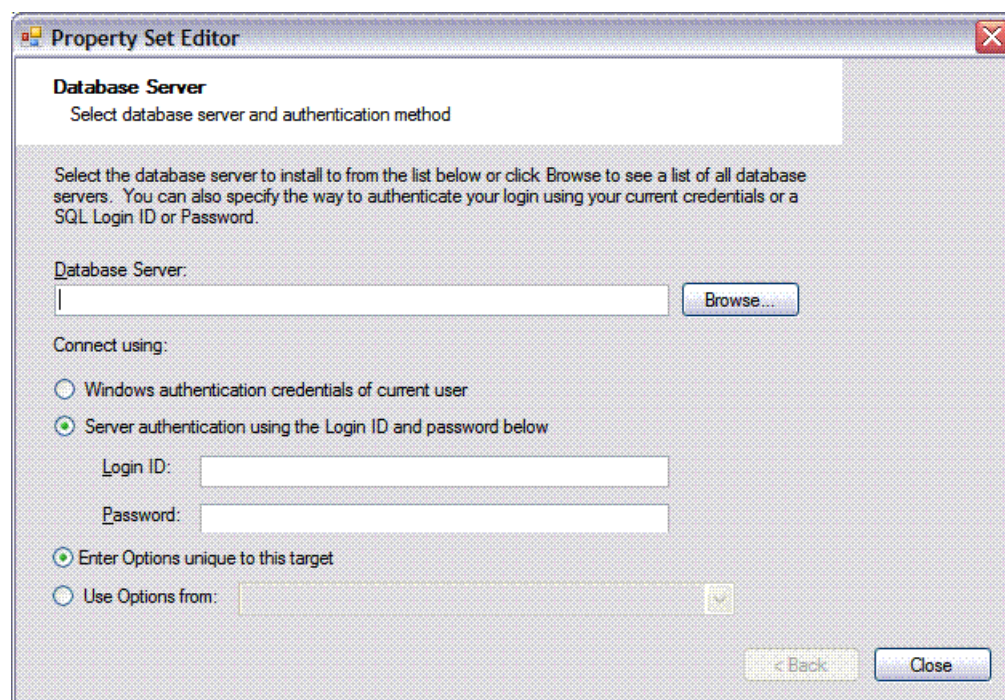 Property Set Editor
Database Server
Select database server and authentication method
Select the database server to install to from the list below or click Browse to see a list of all database
servers. You can also specify the way to authenticate your login using your current credentials or a
SQL Login ID or Password.
Database Server:
Browse...
Connect using:
Windows authentication credentials of current user
Server authentication using the Login ID and password below
Login ID:
Password:
Enter Options unique to this target
Use Options from:
< Back
Close